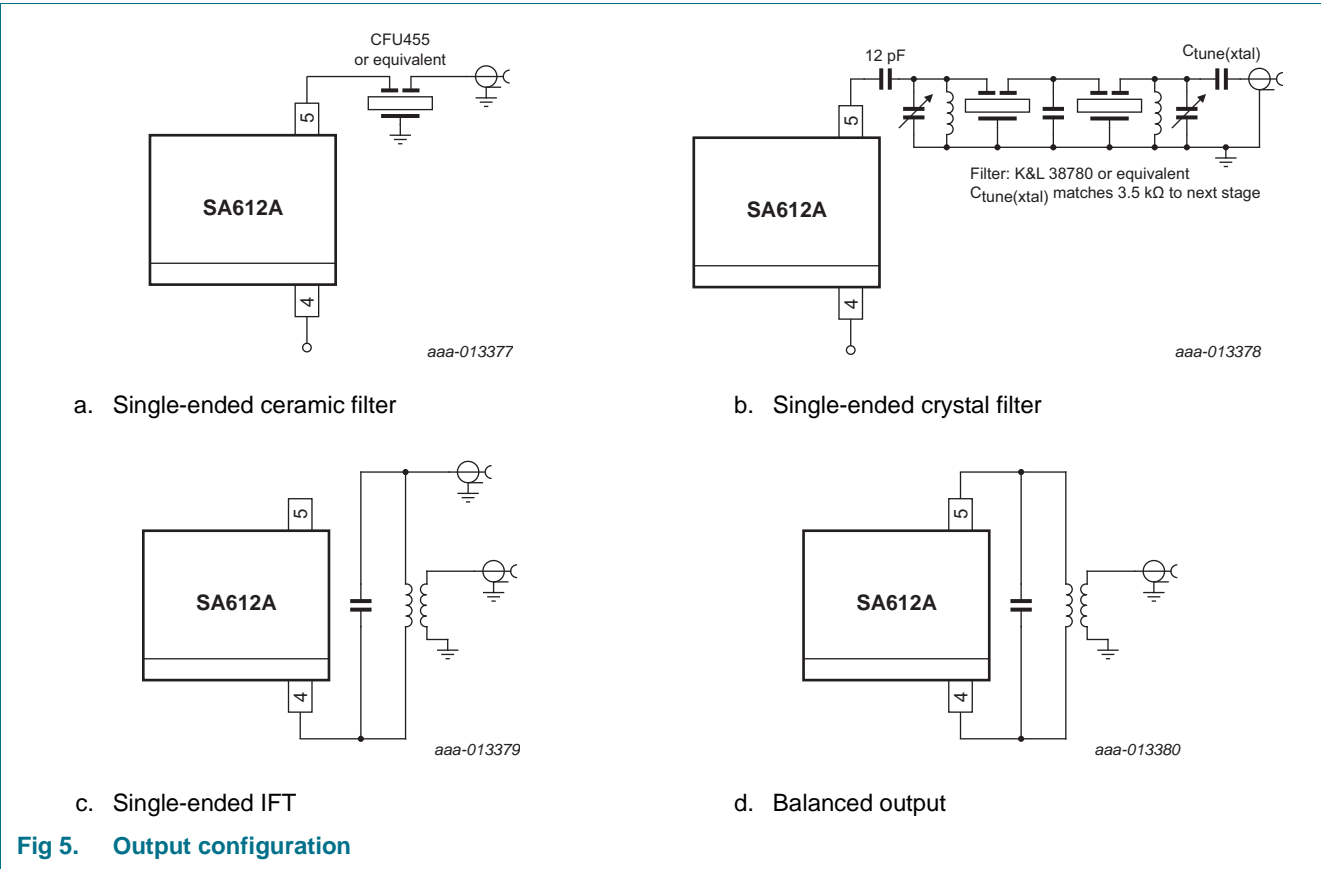 CFU455
or equivalent
5
SA612A
4
aaa-013377
a. Single-ended ceramic filter
12 pF
Ctune(xtal)
5
SA612A
4
Filter: K&L 38780 or equivalent
Ctune(xtal) matches 3.5 kΩ to next stage
aaa-013378
b. Single-ended crystal filter
5
SA612A
4
aaa-013379
c. Single-ended IFT
5
SA612A
4
aaa-013380
d. Balanced output
Fig 5. Output configuration